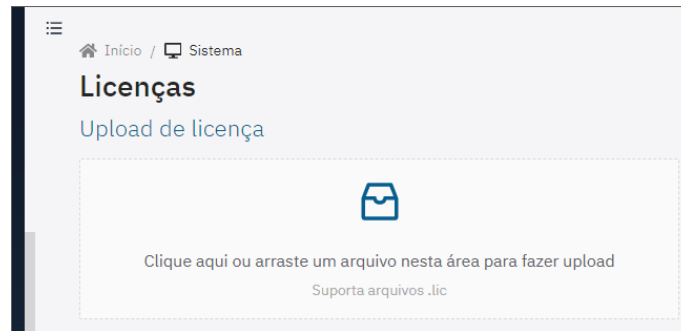 Início / Sistema
Licenças
Upload de licença
Clique aqui ou arraste um arquivo nesta área para fazer upload
Suporta arquivos .lic